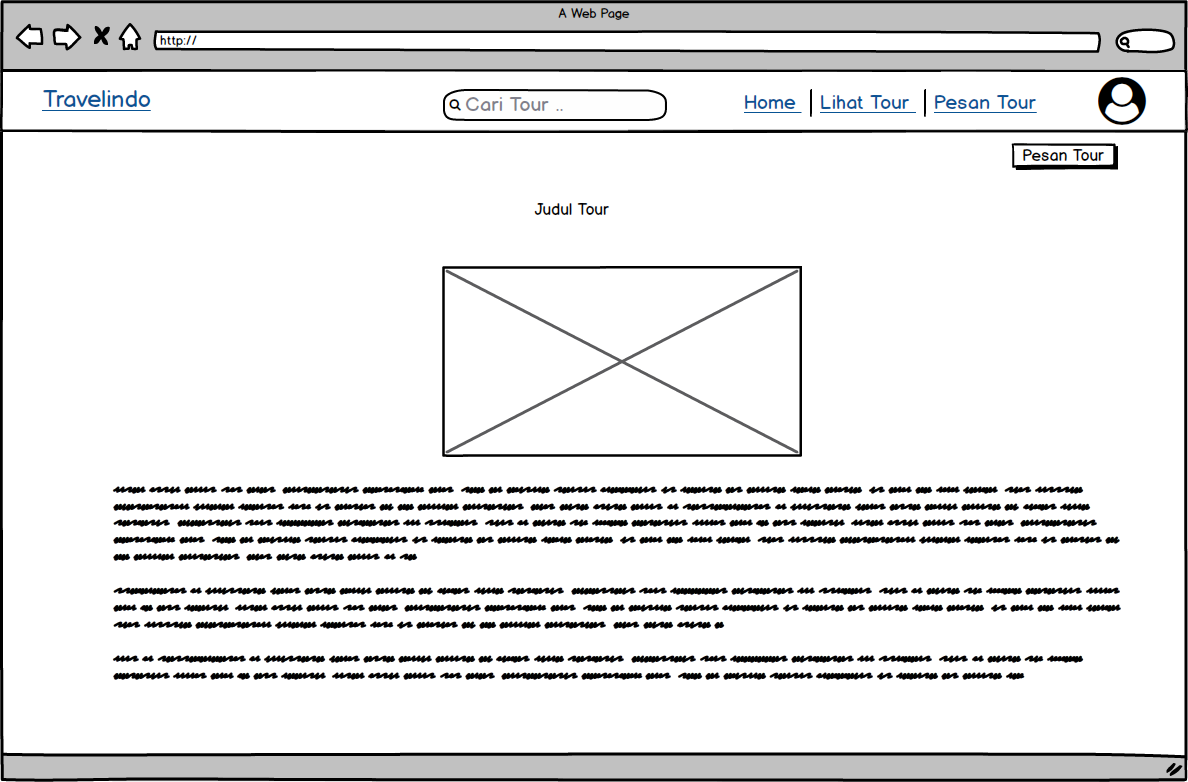 A Web Page
http://
Travelindo
Cari Tour ..
Home
Lihat Tour
Pesan Tour
Pesan Tour
Judul Tour